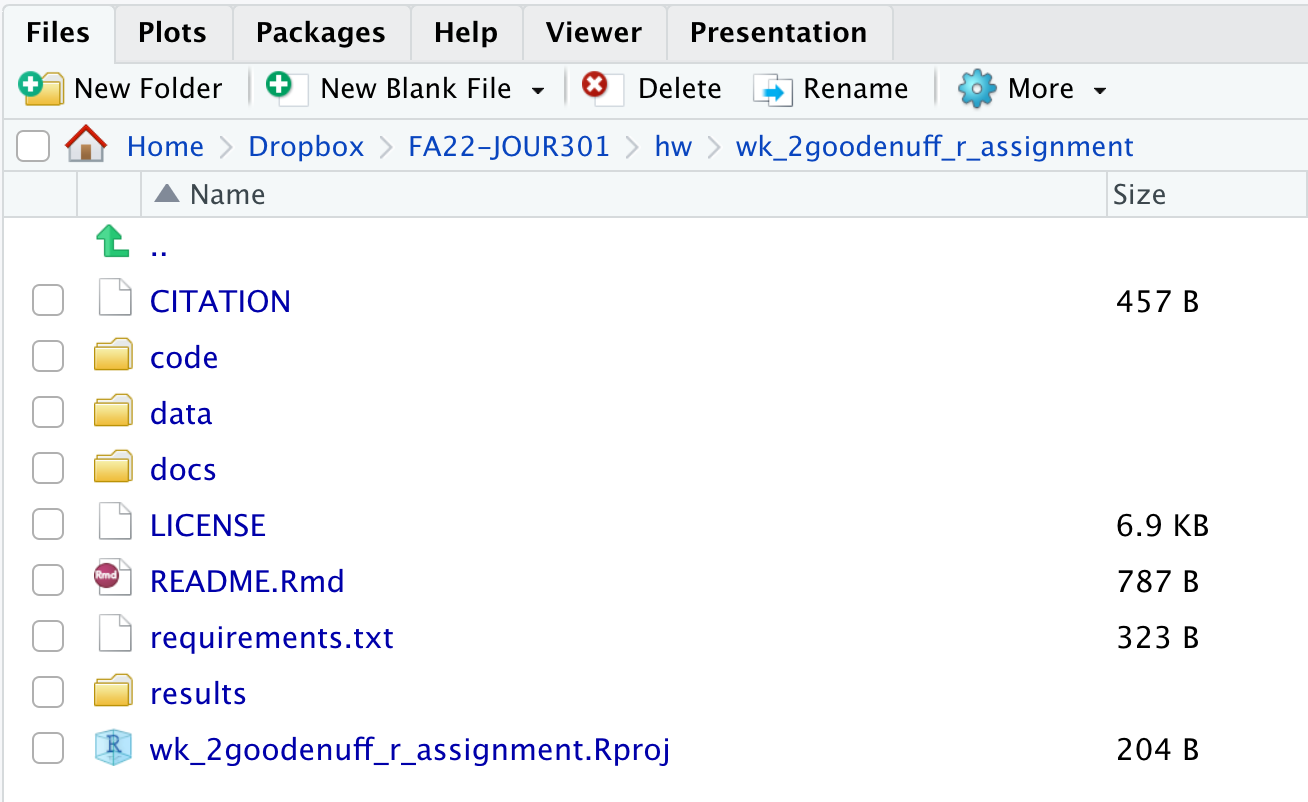 Files Plots Packages Help Viewer Presentation
New Folder New Blank File Delete Rename More
Home Dropbox FA22-JOUR301 hw wk_2goodenuff_r_assignment
Name Size
..
CITATION 457 B
code
data
docs
LICENSE 6.9 KB
Rmd README.Rmd 787 B
requirements.txt 323 B
results
R wk_2goodenuff_r_assignment.Rproj 204 B